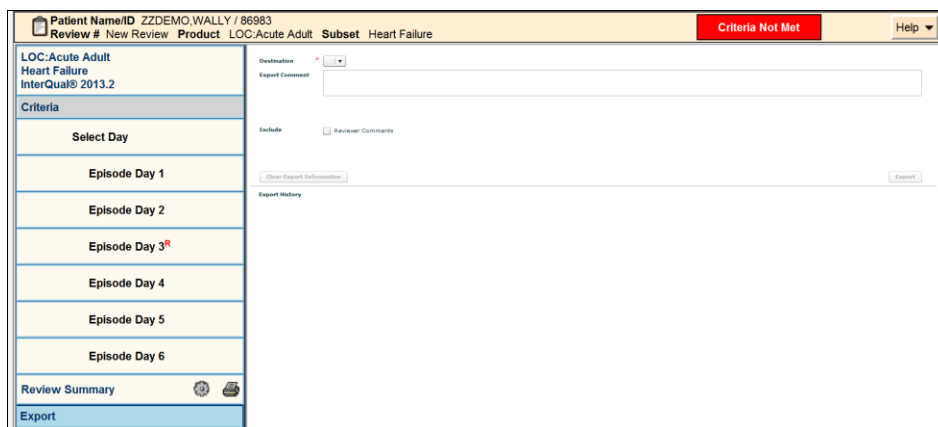 Patient Name/ID ZZDEMO,WALLY / 86983
Review # New Review Product LOC:Acute Adult Subset Heart Failure
Criteria Not Met
Help
LOC:Acute Adult
Heart Failure
InterQual® 2013.2
Criteria
Select Day
Episode Day 1
Episode Day 2
Episode Day 3R
Episode Day 4
Episode Day 5
Episode Day 6
Review Summary
Export
Destination *
Export Comment
Include Reviewer Comments
Clear Export Information
Export
Export History